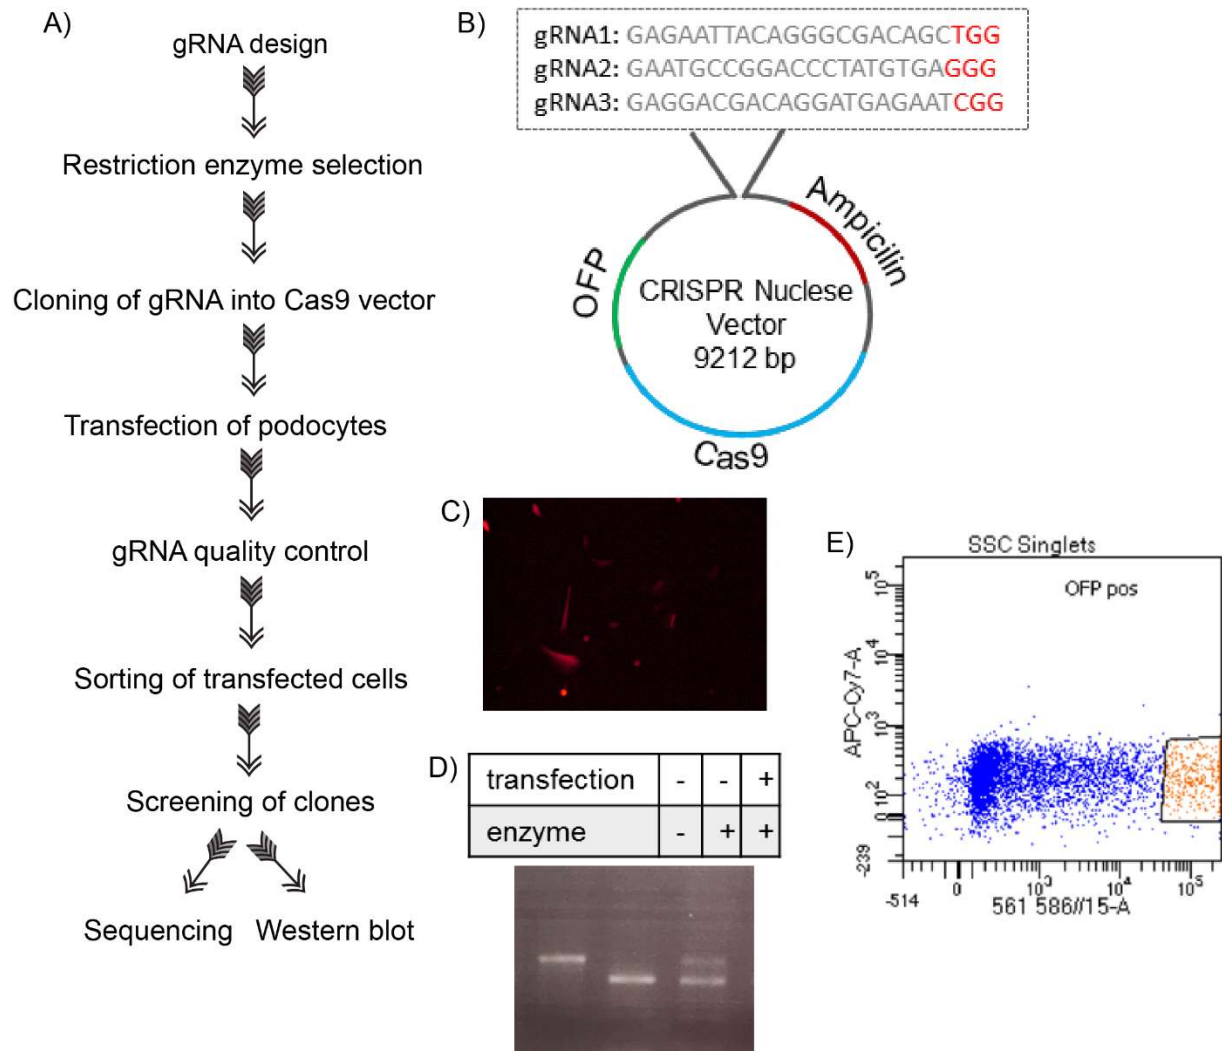 A)
gRNA design
Restriction enzyme selection
Cloning of gRNA into Cas9 vector
Transfection of podocytes
gRNA quality control
Sorting of transfected cells
Screening of clones
Sequencing Western blot
B)
gRNA1: GAGAATTACAGGGCGACAGCTGG
gRNA2: GAATGCCGGACCCTATGTGAGGG
gRNA3: GAGGACGACAGGATGAGAATCGG
Ampicilin
OFP
CRISPR Nuclese
Vector
9212 bp
Cas9
C)
D)
transfection - - +
enzyme - + +
E)
SSC Singlets
OFP pos
APC-Cy7-A
10^5
10^4
10^3
10^2
0
-239
-514 0 10^3 10^4 10^5
561 586//15-A